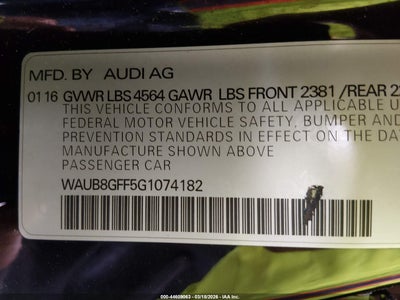 MFD. BY AUDI AG
01 16 GVWR LBS 4564 GAWR LBS FRONT 2381 /REAR 22
THIS VEHICLE CONFORMS TO ALL APPLICABLE U
FEDERAL MOTOR VEHICLE SAFETY, BUMPER AND
PREVENTION STANDARDS IN EFFECT ON THE DA
MANUFACTURE SHOWN ABOVE
PASSENGER CAR
WAUB8GFF5G1074182
000-44609063 - 03/18/2026 - IAA Inc.